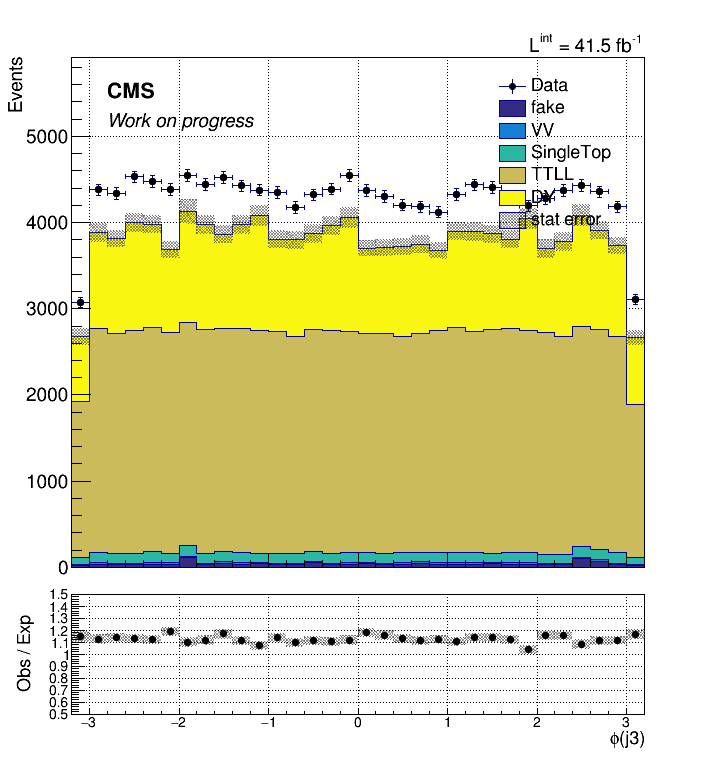 L^int = 41.5 fb^-1
Events
CMS
Work on progress
Data
fake
VV
SingleTop
TTLL
DY
stat error
5000
4000
3000
2000
1000
0
Obs / Exp
1.5
1.4
1.3
1.2
1.1
1
0.9
0.8
0.7
0.6
0.5
−3 −2 −1 0 1 2 3
ϕ(j3)